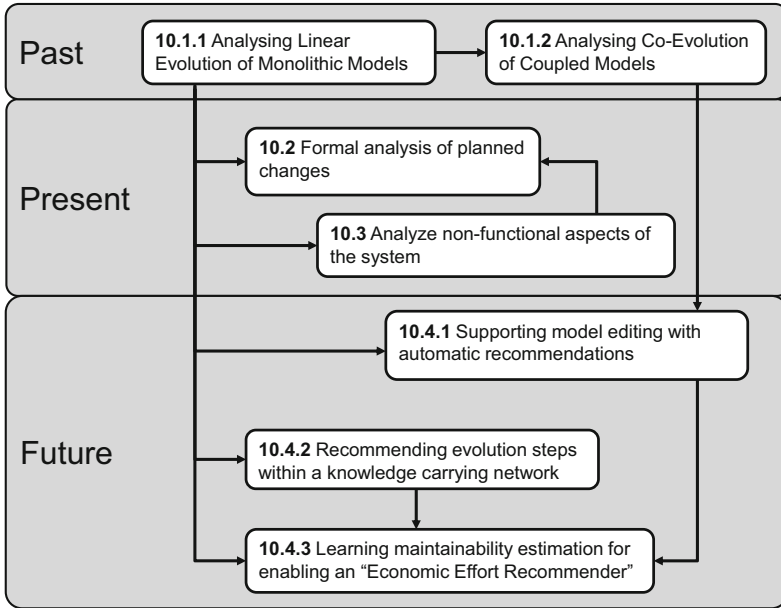 Past
10.1.1 Analysing Linear
Evolution of Monolithic Models
10.1.2 Analysing Co-Evolution
of Coupled Models
Present
10.2 Formal analysis of planned
changes
10.3 Analyze non-functional aspects of
the system
Future
10.4.1 Supporting model editing with
automatic recommendations
10.4.2 Recommending evolution steps
within a knowledge carrying network
10.4.3 Learning maintainability estimation for
enabling an “Economic Effort Recommender”